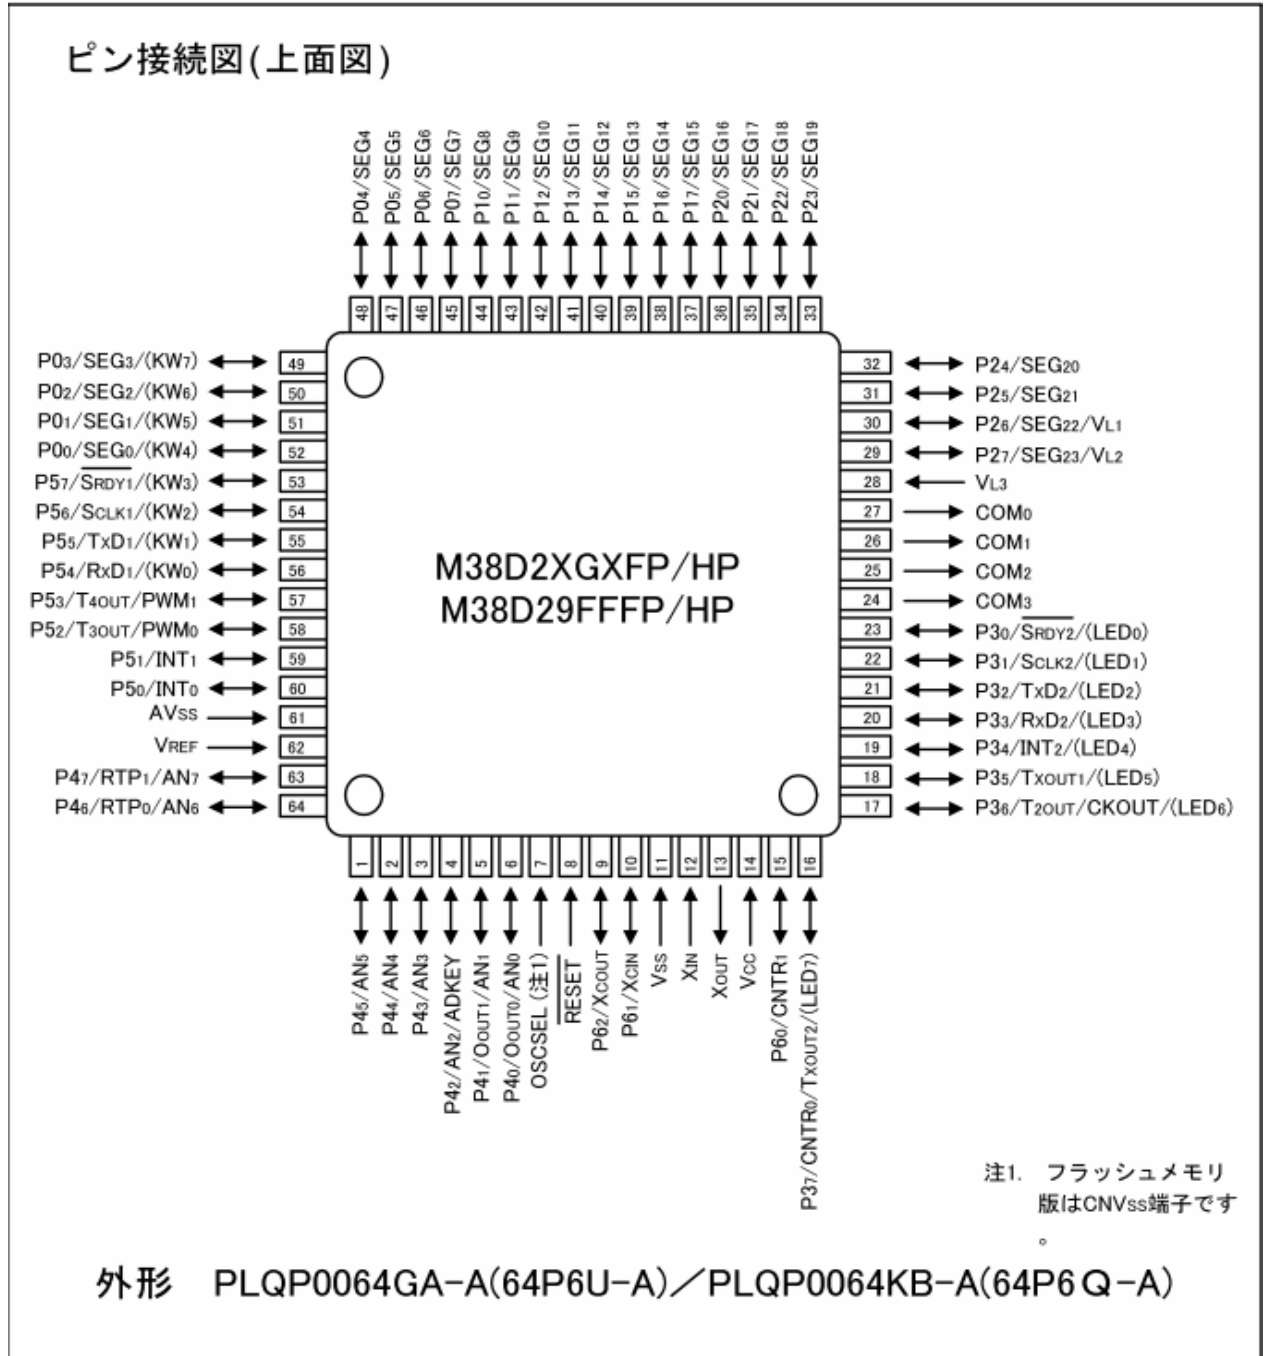 ピン接続図(上面図)
P04/SEG4
P05/SEG5
P06/SEG6
P07/SEG7
P10/SEG8
P11/SEG9
P12/SEG10
P13/SEG11
P14/SEG12
P15/SEG13
P16/SEG14
P17/SEG15
P20/SEG16
P21/SEG17
P22/SEG18
P23/SEG19
48
47
46
45
44
43
42
41
40
39
38
37
36
35
34
33
P03/SEG3/(KW7)
49
P02/SEG2/(KW6)
50
P01/SEG1/(KW5)
51
P00/SEG0/(KW4)
52
P57/SRDY1/(KW3)
53
P56/SCLK1/(KW2)
54
P55/TxD1/(KW1)
55
P54/RxD1/(KW0)
56
P53/T4OUT/PWM1
57
P52/T3OUT/PWM0
58
P51/INT1
59
P50/INT0
60
AVSS
61
VREF
62
P47/RTP1/AN7
63
P46/RTP0/AN6
64
M38D2XGXFP/HP
M38D29FFFP/HP
32
P24/SEG20
31
P25/SEG21
30
P26/SEG22/VL1
29
P27/SEG23/VL2
28
VL3
27
COM0
26
COM1
25
COM2
24
COM3
23
P30/SRDY2/(LED0)
22
P31/SCLK2/(LED1)
21
P32/TxD2/(LED2)
20
P33/RxD2/(LED3)
19
P34/INT2/(LED4)
18
P35/TXOUT1/(LED5)
17
P36/T2OUT/CKOUT/(LED6)
1
2
3
4
5
6
7
8
9
10
11
12
13
14
15
16
P45/AN5
P44/AN4
P43/AN3
P42/AN2/ADKEY
P41/OOUT1/AN1
P40/OOUT0/AN0
OSCSEL (注1)
RESET
P62/XCOUT
P61/XCIN
VSS
XIN
XOUT
VCC
P60/CNTR1
P37/CNTR0/TXOUT2/(LED7)
注1. フラッシュメモリ
版はCNVSS端子です
。
外形 PLQP0064GA-A(64P6U-A)／PLQP0064KB-A(64P6Q-A)